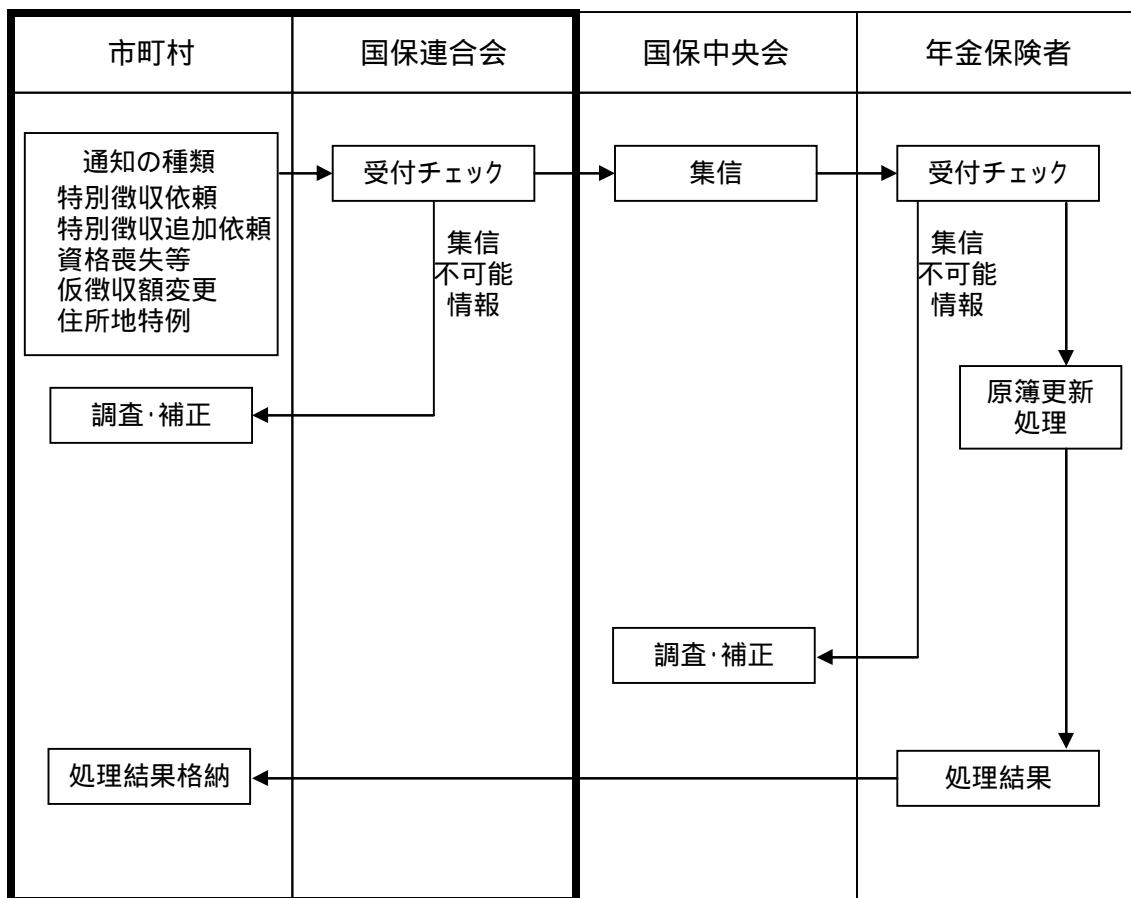 市町村
国保連合会
国保中央会
年金保険者
通知の種類
特別徴収依頼
特別徴収追加依頼
資格喪失等
仮徴収額変更
住所地特例
受付チェック
集信
受付チェック
集信
不可能
情報
集信
不可能
情報
調査・補正
原簿更新
処理
調査・補正
処理結果格納
処理結果